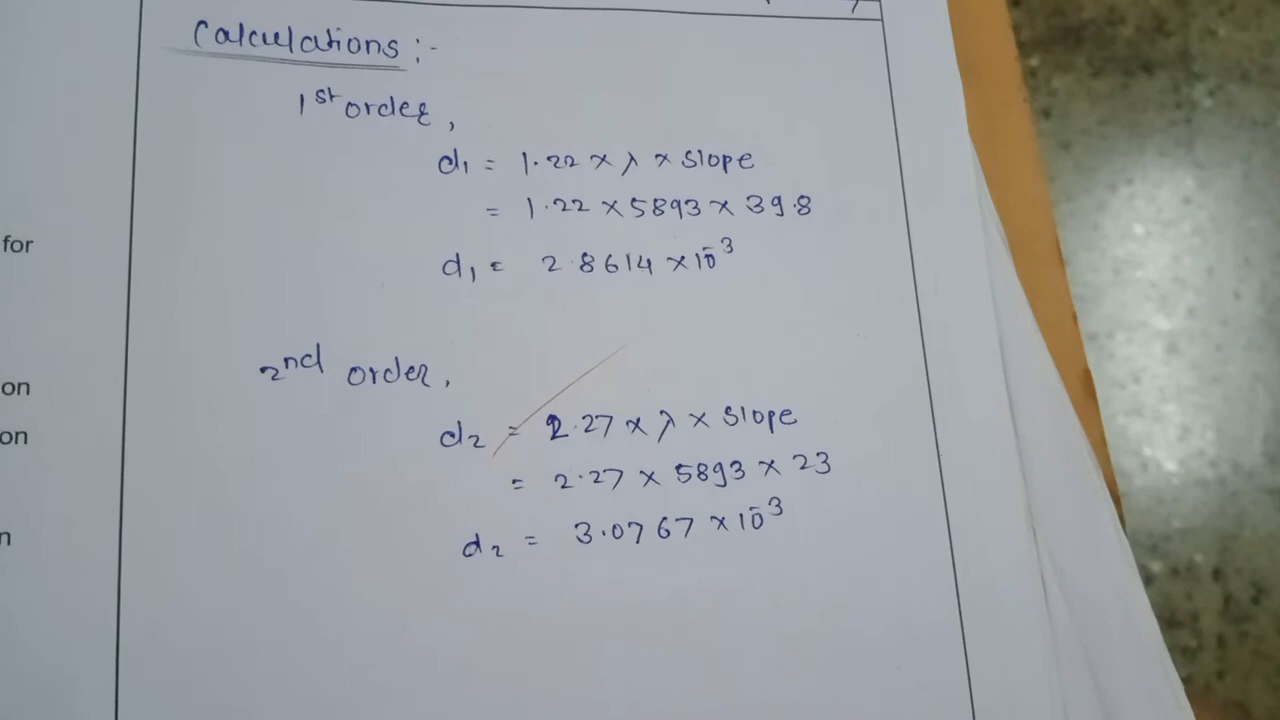 Calculations :-
1st order,
d₁ = 1.22 × λ × slope
= 1.22 × 5893 × 39.8
for
d₁ = 2.8614 × 10⁻³
2nd order,
on
d₂ = 2.27 × λ × slope
on
= 2.27 × 5893 × 23
n
d₂ = 3.0767 × 10⁻³